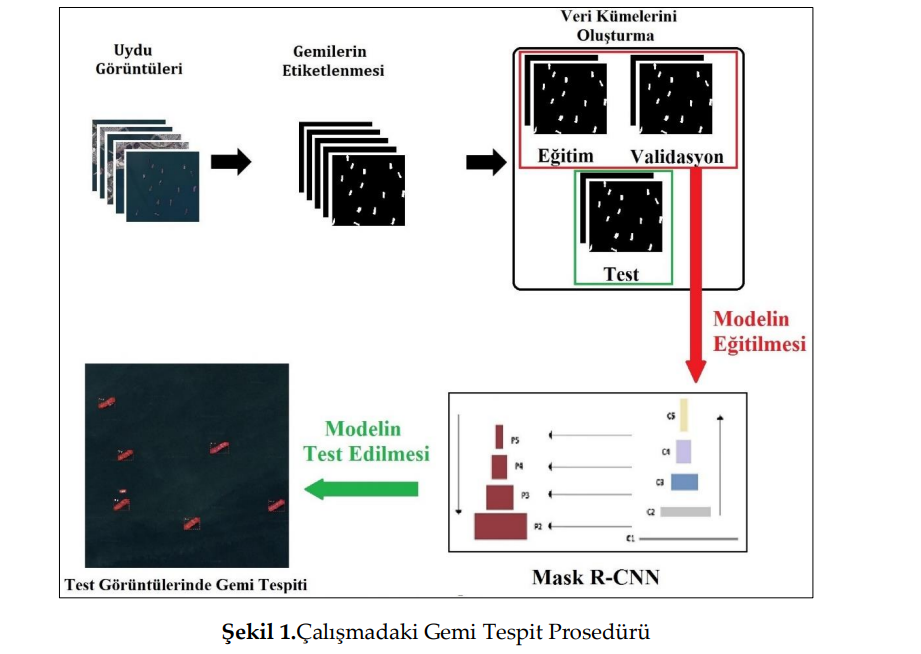 Uydu
Görüntüleri
Gemilerin
Etiketlenmesi
Veri Kümelerini
Oluşturma
Eğitim
Validasyon
Test
Modelin
Eğitilmesi
Modelin
Test Edilmesi
P5
P4
P3
P2
C5
C4
C3
C2
C1
Mask R-CNN
Test Görüntülerinde Gemi Tespiti
Şekil 1.Çalışmadaki Gemi Tespit Prosedürü